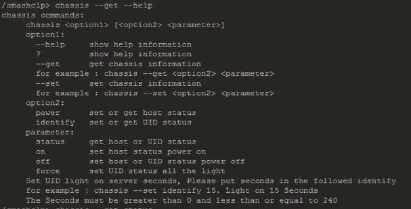 /smashclp> chassis --get --help
chassis commands:
chassis <option1> [<option2> <parameter>]
option1:
--help show help information
? show help information
--get get chassis information
for example : chassis --get <option2> <parameter>
--set set chassis information
for example : chassis --set <option2> <parameter>
option2:
power set or get host status
identify set or get UID status
parameter:
status get host or UID status
on set host status power on
off set host or UID status power off
force set UID status all the light
Set UID light on server seconds, Please put seconds in the followed identify
for example : chassis --set identify 15. Light on 15 Seconds
The Seconds must be greater than 0 and less than or equal to 240